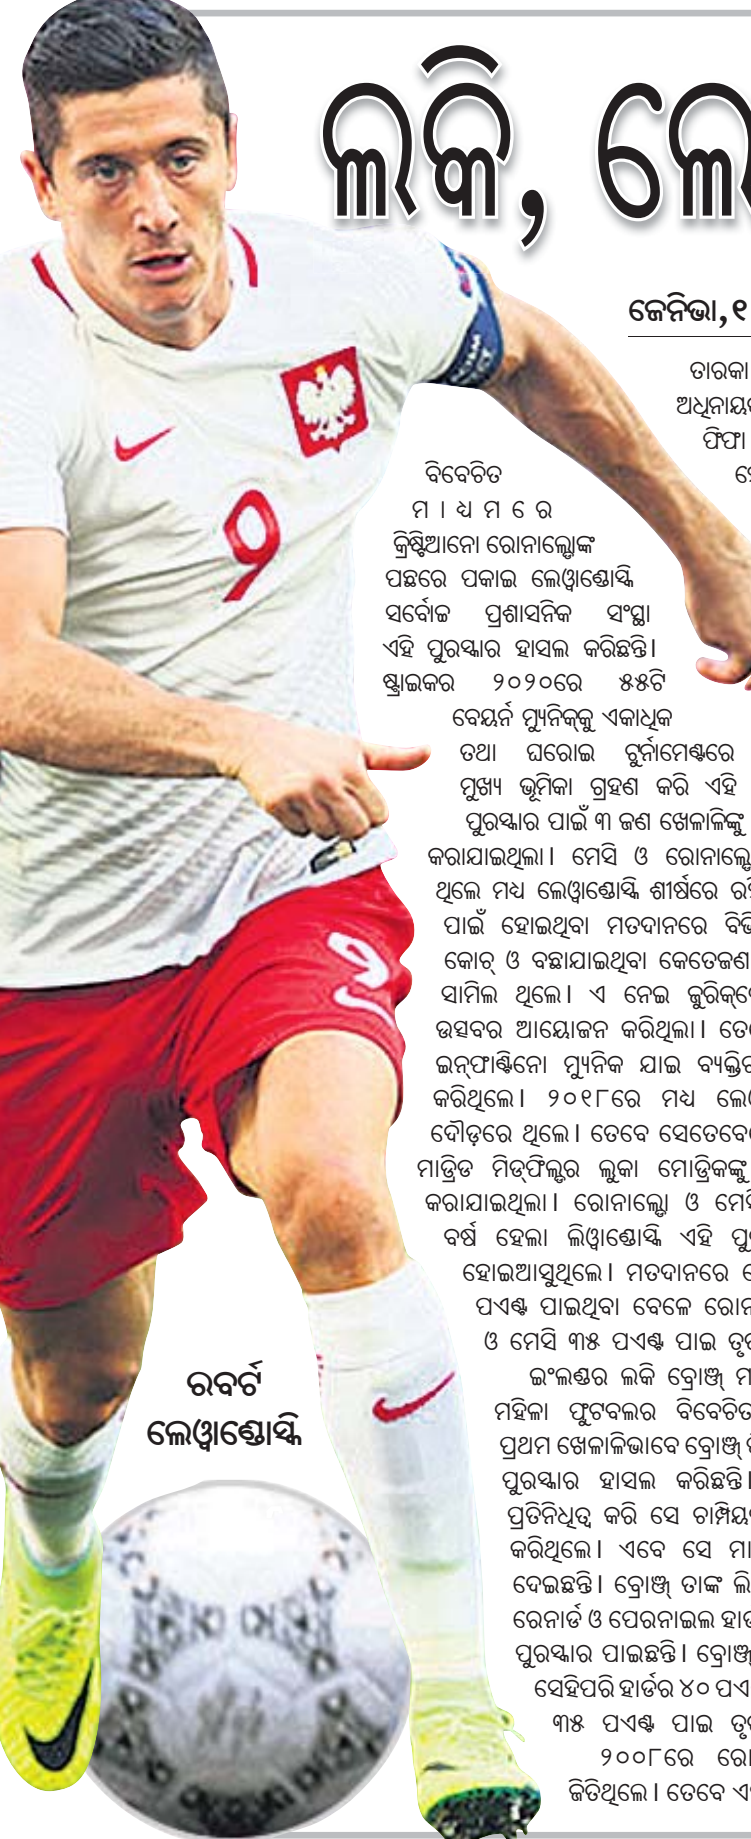 ଲକି, ଲେ
ଜେନିଭା,୧
ତାରକା
ଫିଫା
ବିବେଚିତ
ମାଧ୍ୟମରେ
କ୍ରିଷ୍ଟିଆନୋ ରୋନାଲ୍ଡୋଙ୍କ
ପଛରେ ପକାଇ ଲେୱାଣ୍ଡୋସ୍କି
ସର୍ବୋଚ୍ଚ ପ୍ରଶାସନିକ ସଂସ୍ଥା
ଏହି ପୁରସ୍କାର ହାସଲ କରିଛନ୍ତି।
ଷ୍ଟ୍ରାଇକର ୨୦୨୦ରେ ୫୫ଟି
ବେୟର୍ନ ମ୍ୟୁନିକ୍‌କୁ ଏକାଧିକ
ତଥା ଘରୋଇ ଟୁର୍ନାମେଣ୍ଟରେ
ମୁଖ୍ୟ ଭୂମିକା ଗ୍ରହଣ କରି ଏହି
ପୁରସ୍କାର ପାଇଁ ୩ ଜଣ ଖେଳାଳିଙ୍କୁ
କରାଯାଇଥିଲା। ମେସି ଓ ରୋନାଲ୍ଡୋ
ଥିଲେ ମଧ୍ୟ ଲେୱାଣ୍ଡୋସ୍କି ଶୀର୍ଷରେ
ପାଇଁ ହୋଇଥିବା ମତଦାନରେ
କୋଚ୍ ଓ ବଛାଯାଇଥିବା କେତେଜଣ
ସାମିଲ ଥିଲେ। ଏ ନେଇ
ଉତ୍ସବର ଆୟୋଜନ କରିଥିଲା।
ଇନ୍‌ଫାଣ୍ଟିନୋ ମ୍ୟୁନିକ ଯାଇ
କରିଥିଲେ। ୨୦୧୮ରେ ମଧ୍ୟ
ଦୌଡ଼ରେ ଥିଲେ। ତେବେ
ମାଡ୍ରିଡ ମିଡ୍‌ଫିଲ୍ଡର ଲୁକା ମୋଡ୍ରିକଙ୍କୁ
କରାଯାଇଥିଲା। ରୋନାଲ୍ଡୋ ଓ
ବର୍ଷ ହେଲା ଲିୱାଣ୍ଡୋସ୍କି ଏହି
ହୋଇଆସୁଥିଲେ। ମତଦାନରେ
ପଏଣ୍ଟ ପାଇଥିବା ବେଳେ
ଓ ମେସି ୩୫ ପଏଣ୍ଟ ପାଇ
ଇଂଲଣ୍ଡର ଲକି ବ୍ରୋଞ୍ଜ୍
ମହିଳା ଫୁଟବଲର ବିବେଚିତ
ପ୍ରଥମ ଖେଳାଳିଭାବେ ବ୍ରୋଞ୍ଜ୍
ପୁରସ୍କାର ହାସଲ କରିଛନ୍ତି।
ପ୍ରତିନିଧିତ୍ୱ କରି ସେ
କରିଥିଲେ। ଏବେ ସେ
ଦେଇଛନ୍ତି। ବ୍ରୋଞ୍ଜ୍ ତାଙ୍କ
ରେନାର୍ଡ ଓ ପେରନାଇଲ
ପୁରସ୍କାର ପାଇଛନ୍ତି। ବ୍ରୋଞ୍ଜ୍
ସେହିପରି ହାର୍ଡର ୪୦
୩୫ ପଏଣ୍ଟ ପାଇ
୨୦୦୮ରେ
ଜିତିଥିଲେ। ତେବେ
ରବର୍ଟ
ଲେୱାଣ୍ଡୋସ୍କି
9
9